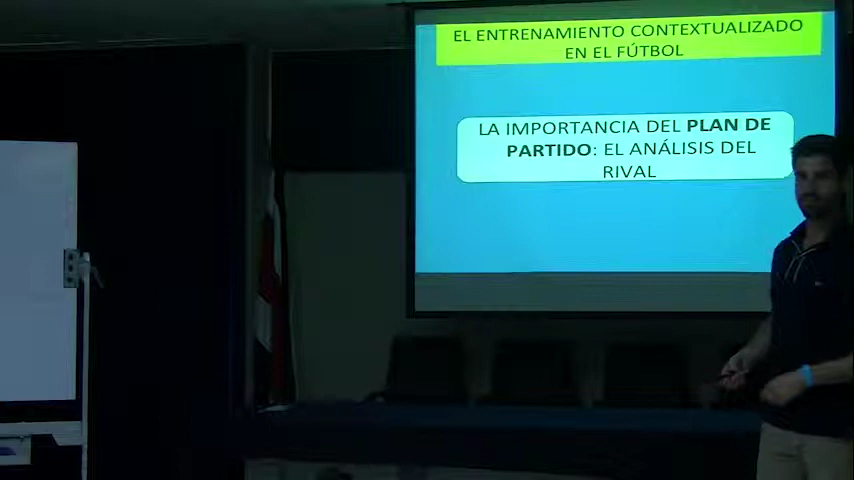 EL ENTRENAMIENTO CONTEXTUALIZADO
EN EL FÚTBOL
LA IMPORTANCIA DEL PLAN DE
PARTIDO: EL ANÁLISIS DEL
RIVAL